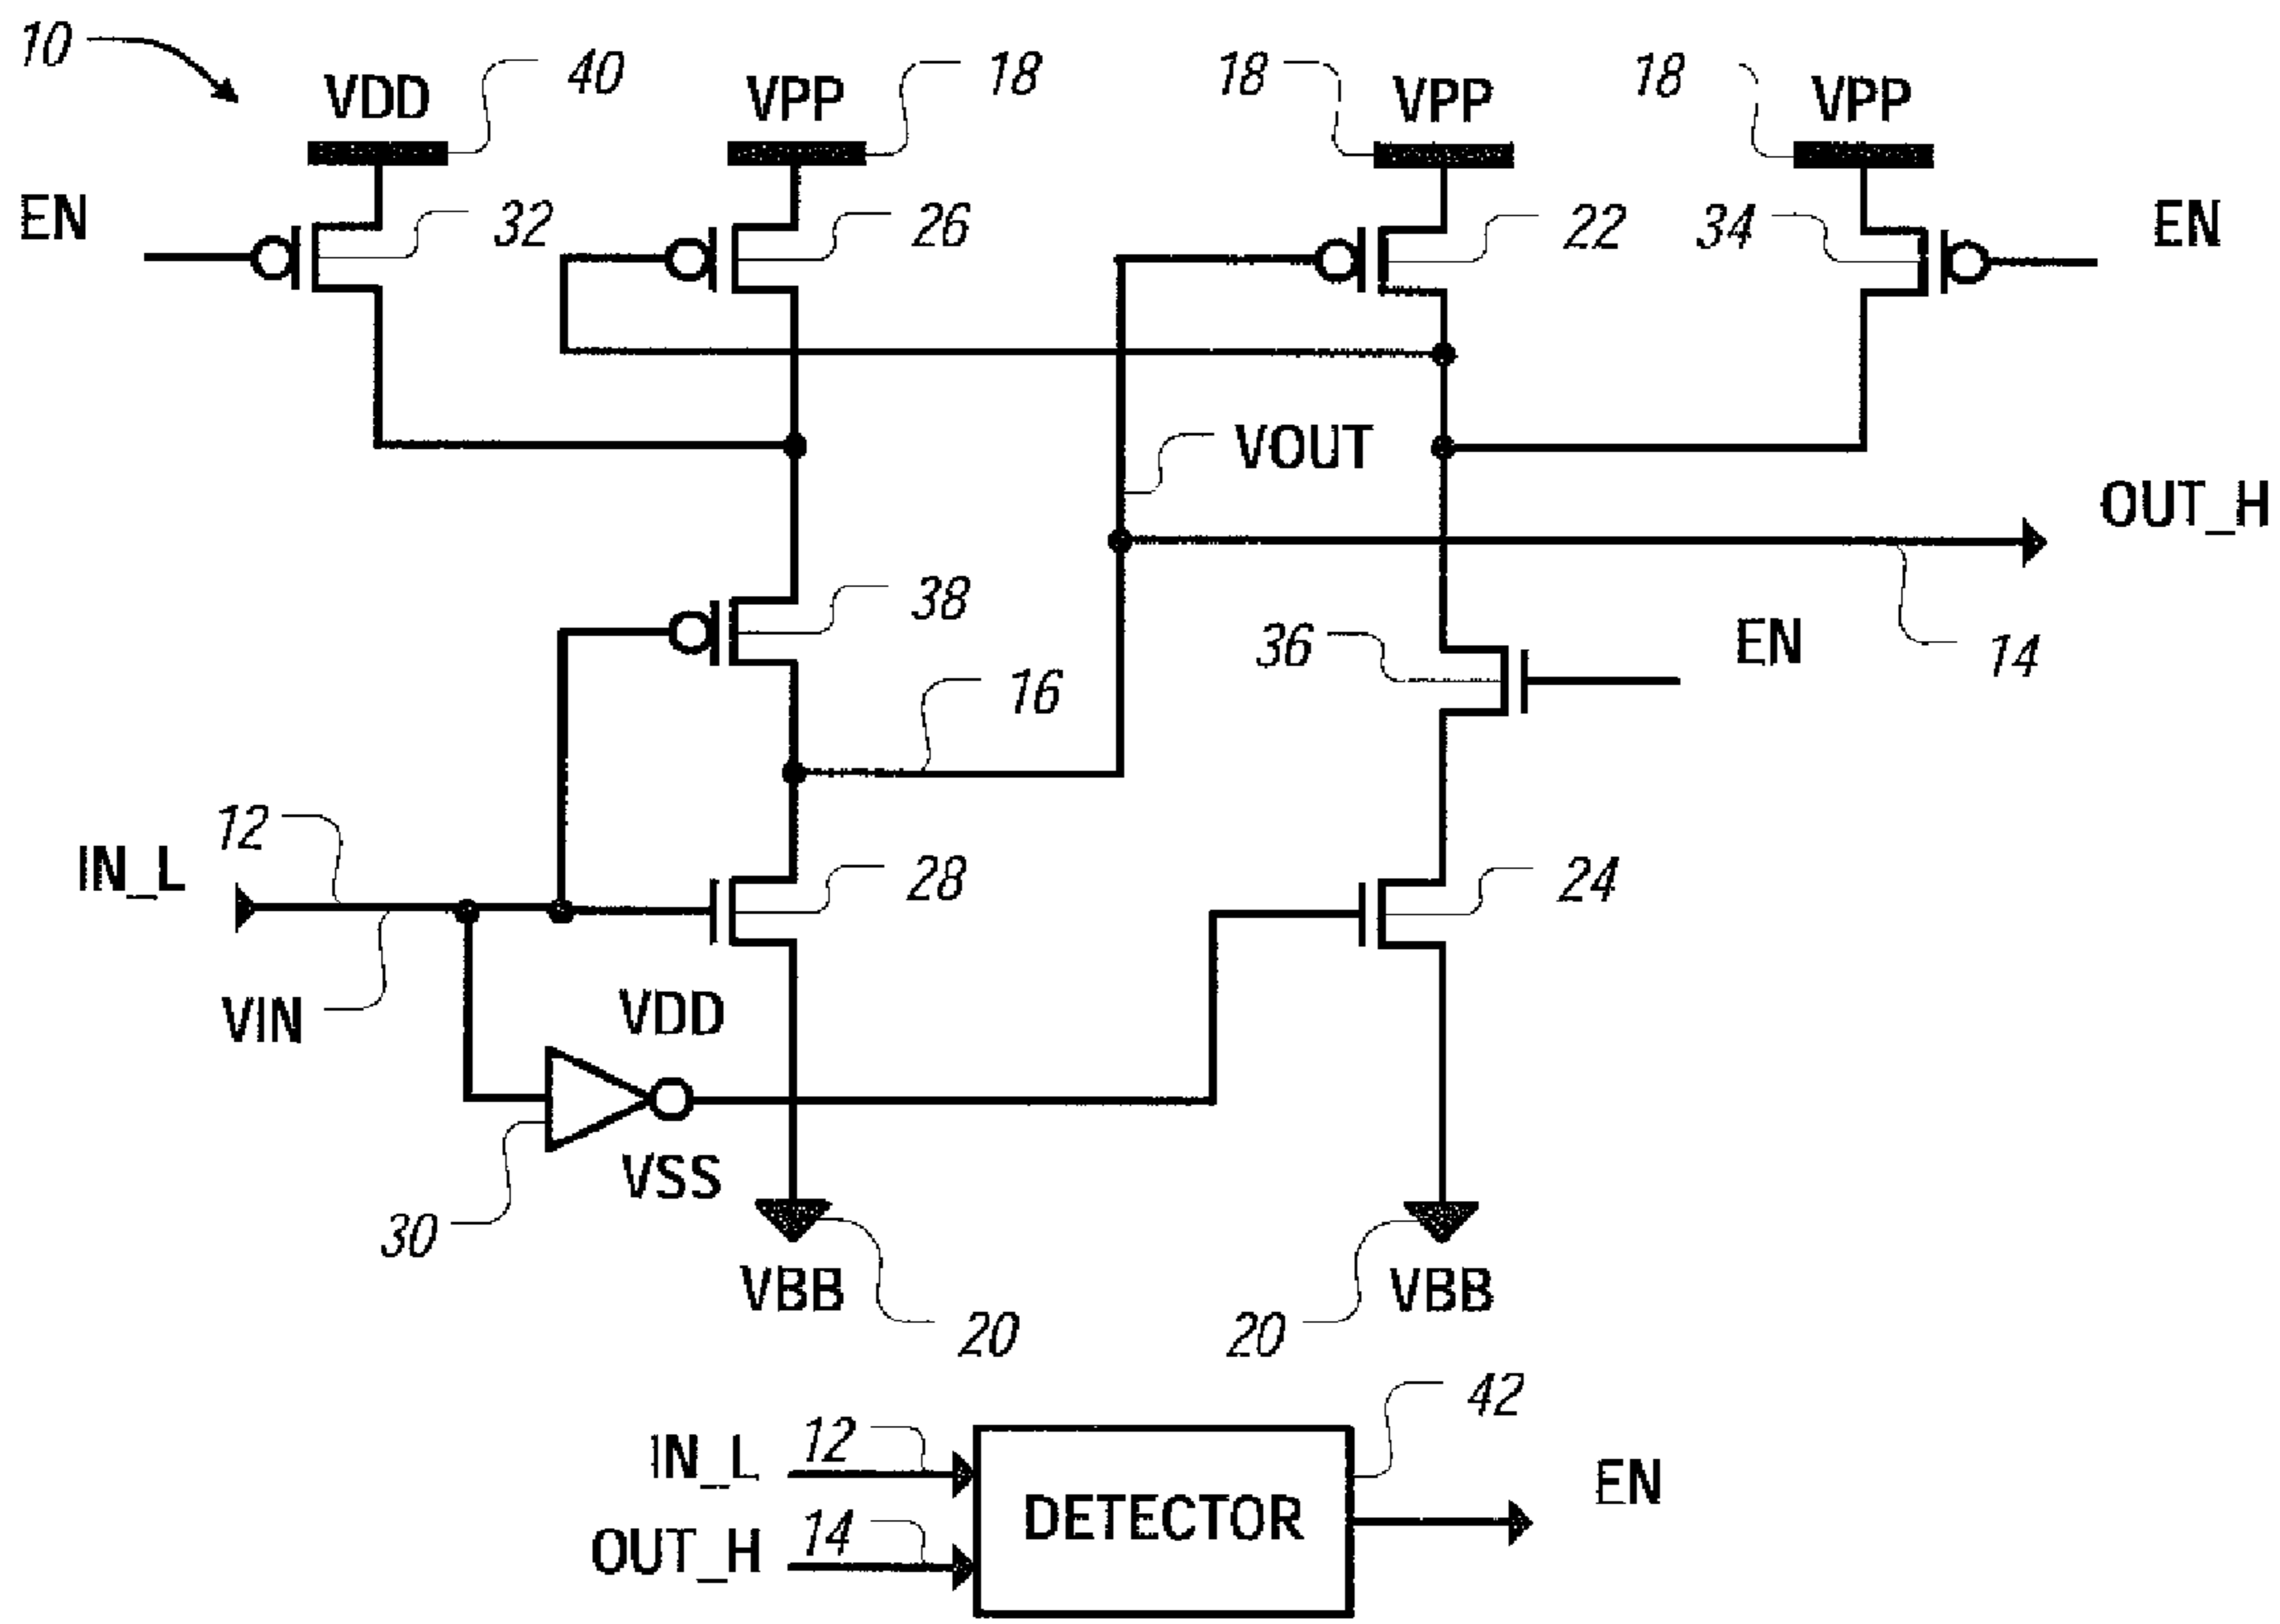 10
VDD
40
VPP
18
18
VPP
18
VPP
EN
32
26
22
34
EN
VOUT
OUT_H
38
36
EN
14
16
12
IN_L
28
24
VIN
VDD
VSS
30
VBB
20
20
VBB
42
IN_L
12
DETECTOR
EN
OUT_H
14